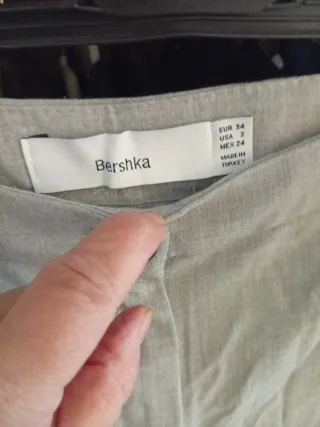 Bershka
EUR 34
USA 2
MEX 24
MADE IN
TURKEY